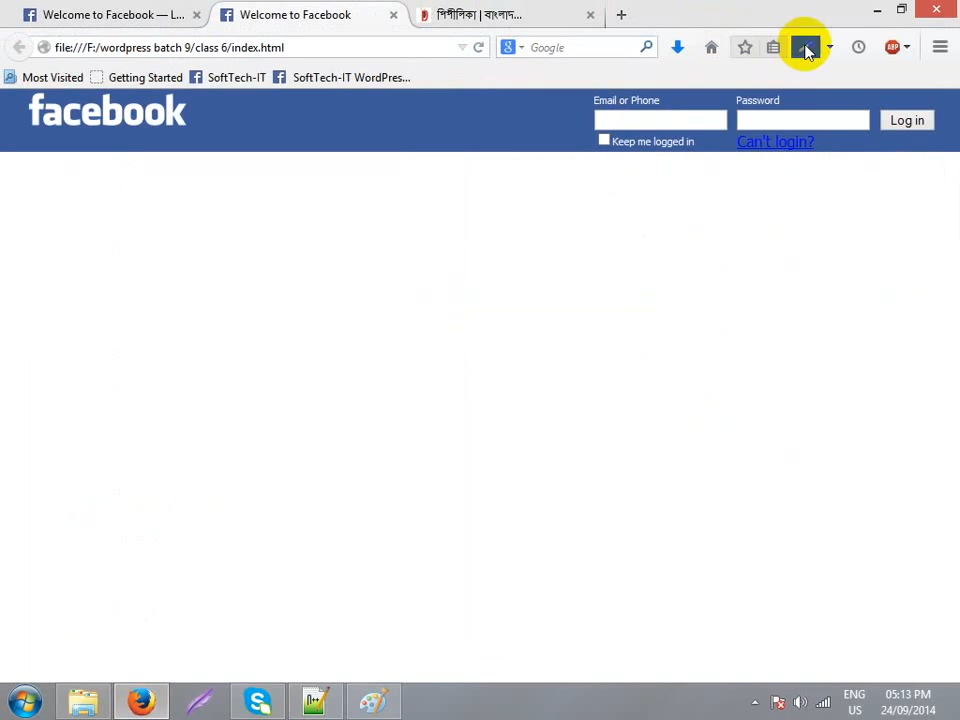 Welcome to Facebook — L...
Welcome to Facebook
পিপীলিকা | বাংলাদ...
file:///F:/wordpress batch 9/class 6/index.html
Google
ABP
Most Visited
Getting Started
SoftTech-IT
SoftTech-IT WordPres...
facebook
Email or Phone
Password
Log in
Keep me logged in
Can't login?
ENG
US
05:13 PM
24/09/2014